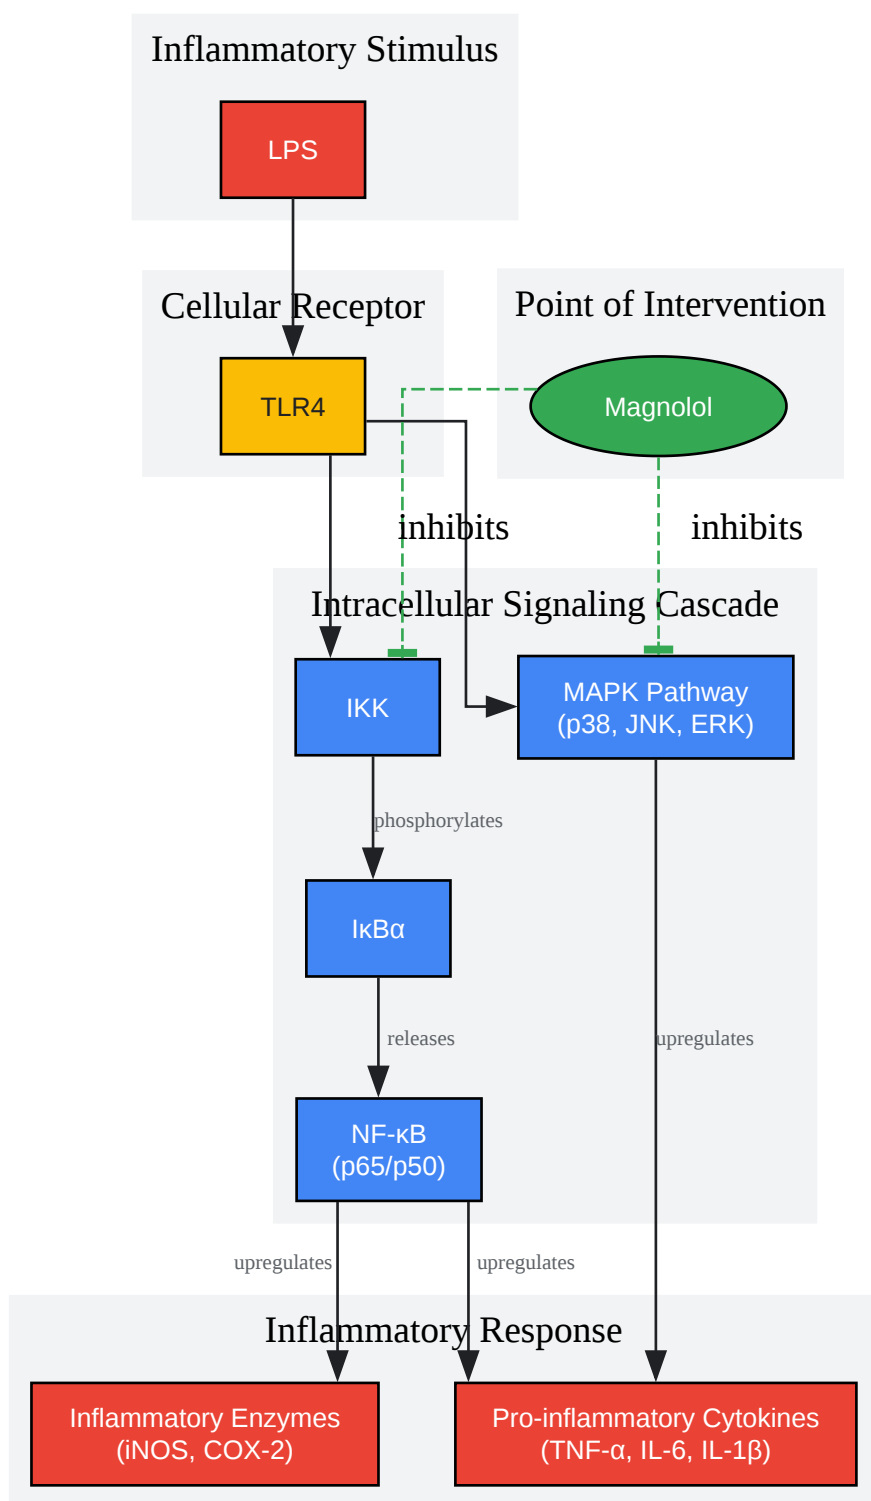 Inflammatory Stimulus
LPS
Cellular Receptor
Point of Intervention
TLR4
Magnolol
inhibits
inhibits
Intracellular Signaling Cascade
IKK
MAPK Pathway
(p38, JNK, ERK)
phosphorylates
IκBα
releases
upregulates
NF-κB
(p65/p50)
upregulates
upregulates
Inflammatory Response
Inflammatory Enzymes
(iNOS, COX-2)
Pro-inflammatory Cytokines
(TNF-α, IL-6, IL-1β)